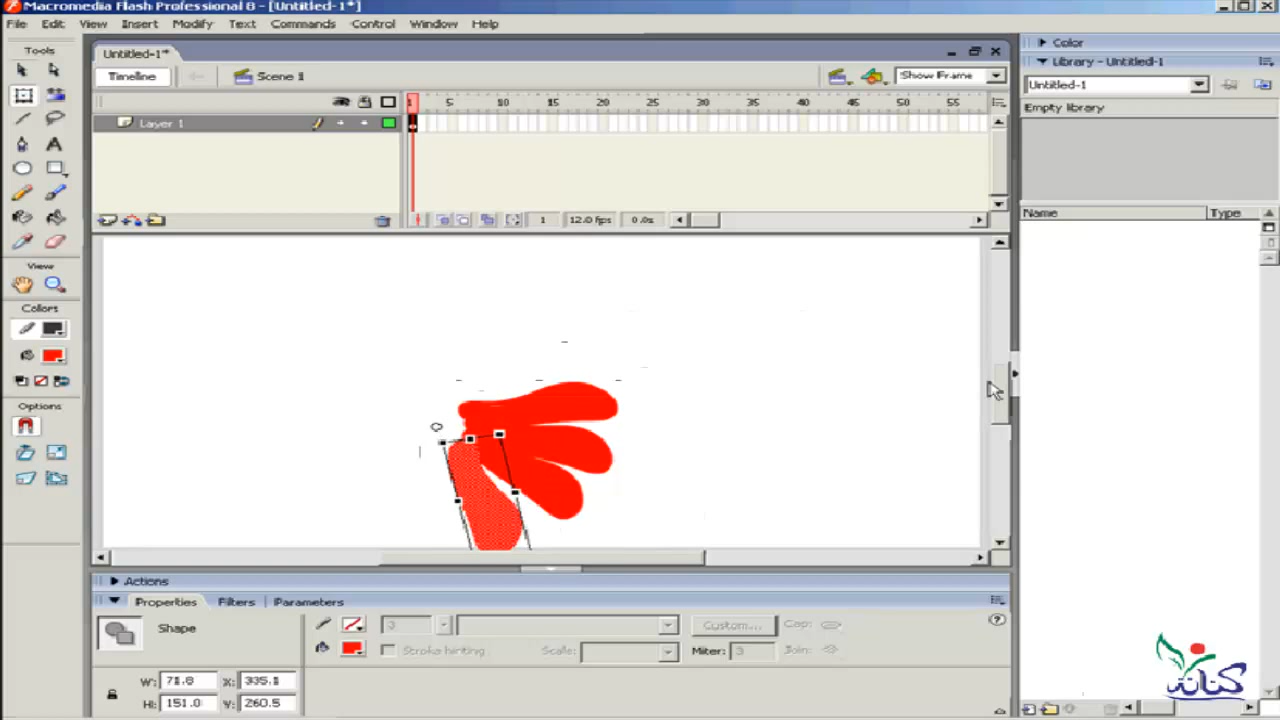 Macromedia Flash Professional 8 - [Untitled-1*]
File Edit View Insert Modify Text Commands Control Window Help
Tools
Untitled-1*
Color
Library - Untitled-1
Timeline
Scene 1
Show Frame
Untitled-1
1 5 10 15 20 25 30 35 40 45 50 55
Empty library
Layer 1
Name Type
1 12.0 fps 0.0s
View
Colors
Options
Actions
Properties Filters Parameters
Shape
3
Custom...
Cap:
Stroke hinting
Scale:
Miter: 3
Join:
W: 71.8 X: 335.1
H: 151.0 Y: 260.5
كنانة